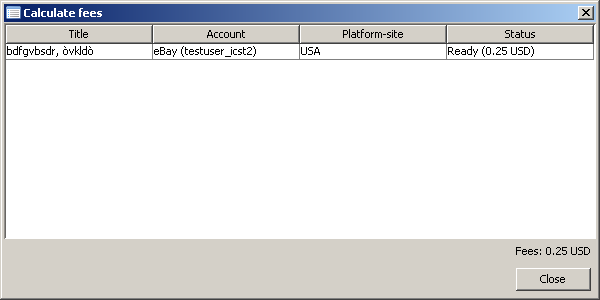 Calculate fees
Title Account Platform-site Status
bdfgvbsdr, òvkldò eBay (testuser_icst2) USA Ready (0.25 USD)
Fees: 0.25 USD
Close